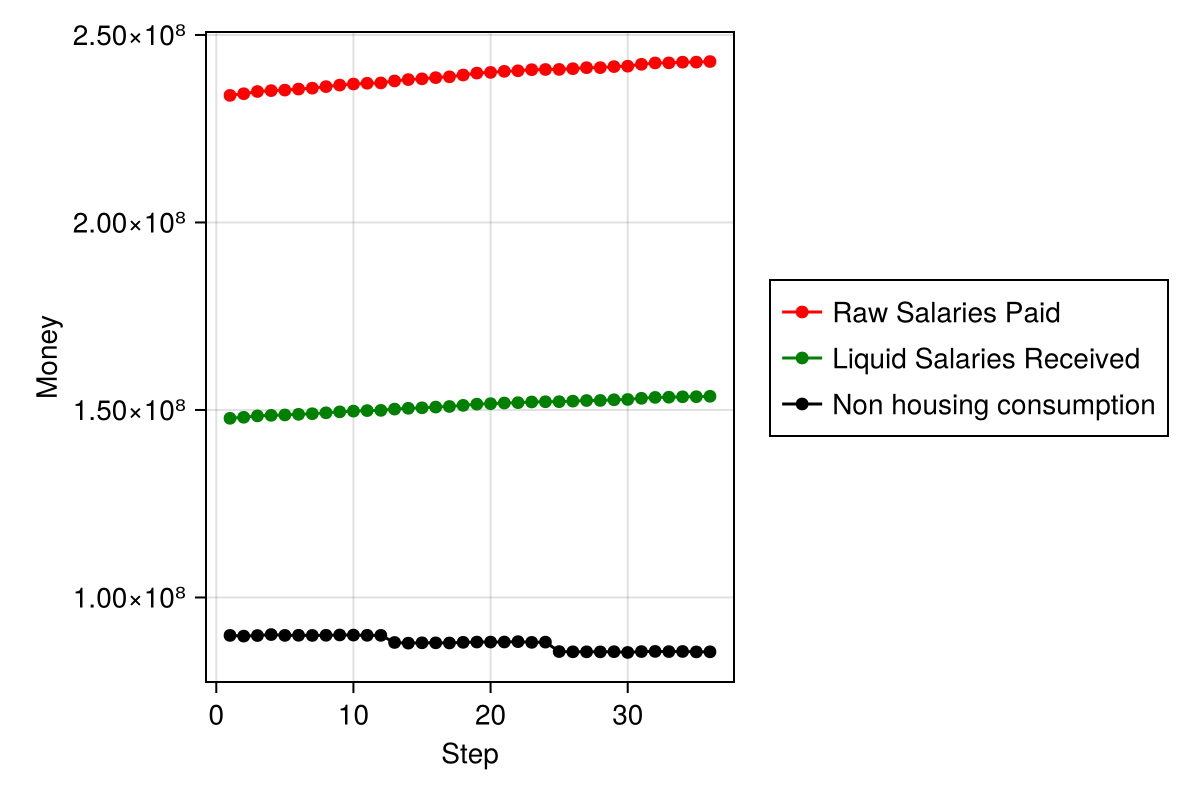 2.50×10⁸
2.00×10⁸
1.50×10⁸
1.00×10⁸
Money
0 10 20 30
Step
Raw Salaries Paid
Liquid Salaries Received
Non housing consumption